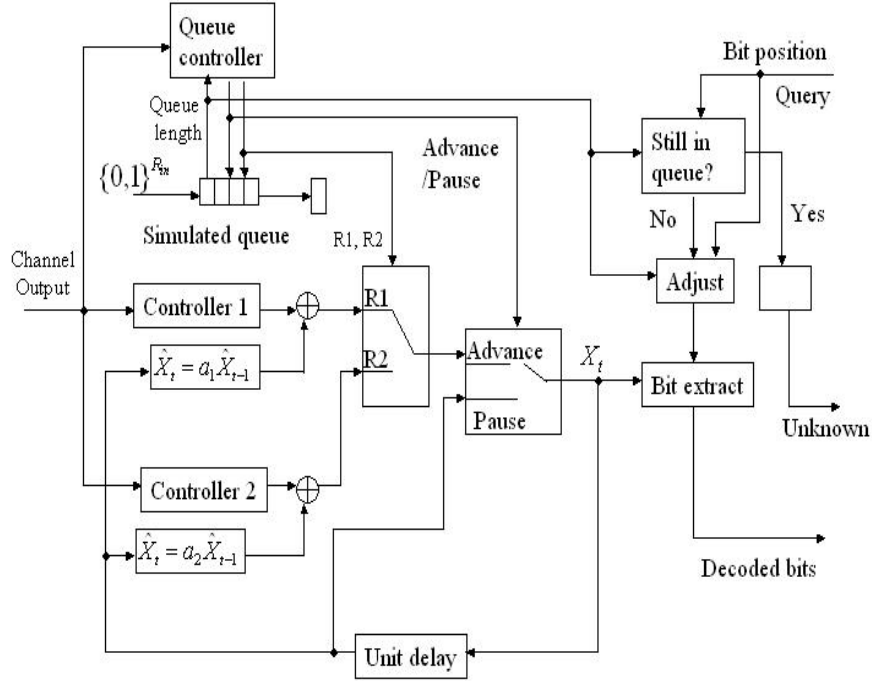 Queue
controller
Bit position
Query
Queue
length
Advance
/Pause
Still in
queue?
{0,1}^{R_{in}}
Simulated queue
R1, R2
No
Yes
Channel
Output
Adjust
Controller 1
R1
R2
Advance
Pause
X_t
X̂_t = a_1 X̂_{t-1}
Bit extract
Unknown
Controller 2
X̂_t = a_2 X̂_{t-1}
Decoded bits
Unit delay